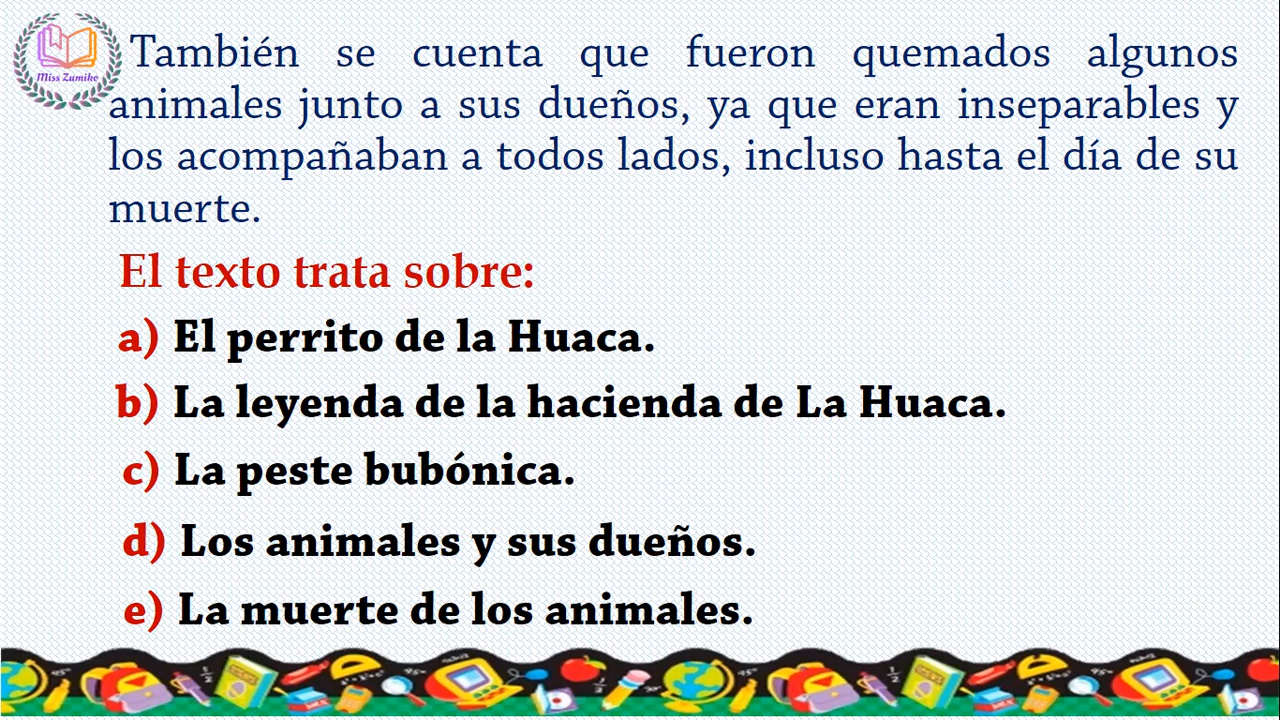 Miss Zumiko
También se cuenta que fueron quemados algunos
animales junto a sus dueños, ya que eran inseparables y
los acompañaban a todos lados, incluso hasta el día de su
muerte.
El texto trata sobre:
a) El perrito de la Huaca.
b) La leyenda de la hacienda de La Huaca.
c) La peste bubónica.
d) Los animales y sus dueños.
e) La muerte de los animales.